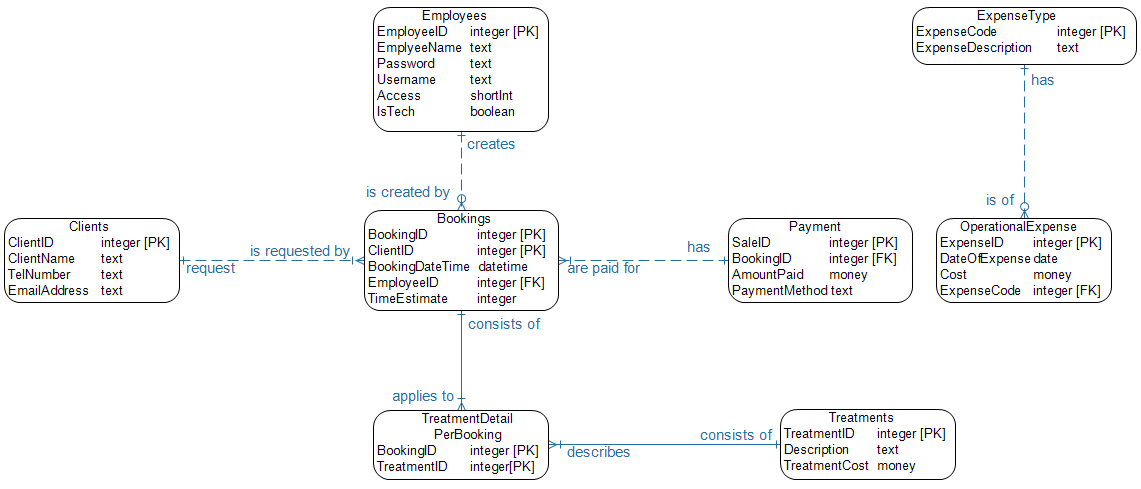 Employees
EmployeeID integer [PK]
EmplyeeName text
Password text
Username text
Access shortInt
IsTech boolean
ExpenseType
ExpenseCode integer [PK]
ExpenseDescription text
creates
is created by
has
is of
Clients
ClientID integer [PK]
ClientName text
TelNumber text
EmailAddress text
request
is requested by
Bookings
BookingID integer [PK]
ClientID integer [PK]
BookingDateTime datetime
EmployeeID integer [FK]
TimeEstimate integer
has
are paid for
Payment
SaleID integer [PK]
BookingID integer [FK]
AmountPaid money
PaymentMethod text
OperationalExpense
ExpenseID integer [PK]
DateOfExpense date
Cost money
ExpenseCode integer [FK]
consists of
applies to
TreatmentDetail
PerBooking
BookingID integer [PK]
TreatmentID integer[PK]
consists of
describes
Treatments
TreatmentID integer [PK]
Description text
TreatmentCost money